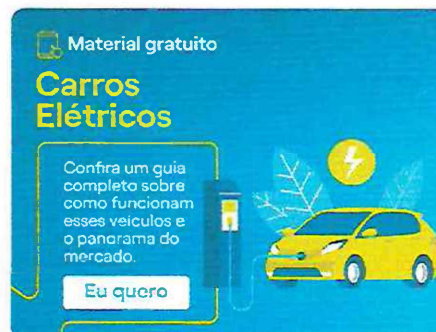 Material gratuito
Carros
Elétricos
Confira um guia
completo sobre
como funcionam
esses veículos e
o panorama do
mercado.
Eu quero